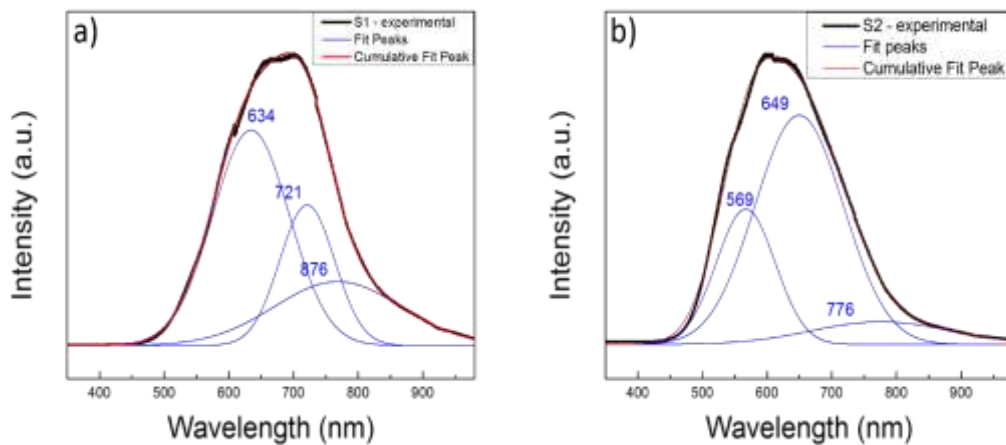 a)
S1 - experimental
Fit Peaks
Cumulative Fit Peak
634
721
876
Intensity (a.u.)
400 500 600 700 800 900
Wavelength (nm)
b)
S2 - experimental
Fit peaks
Cumulative Fit Peak
649
569
776
Intensity (a.u.)
400 500 600 700 800 900
Wavelength (nm)